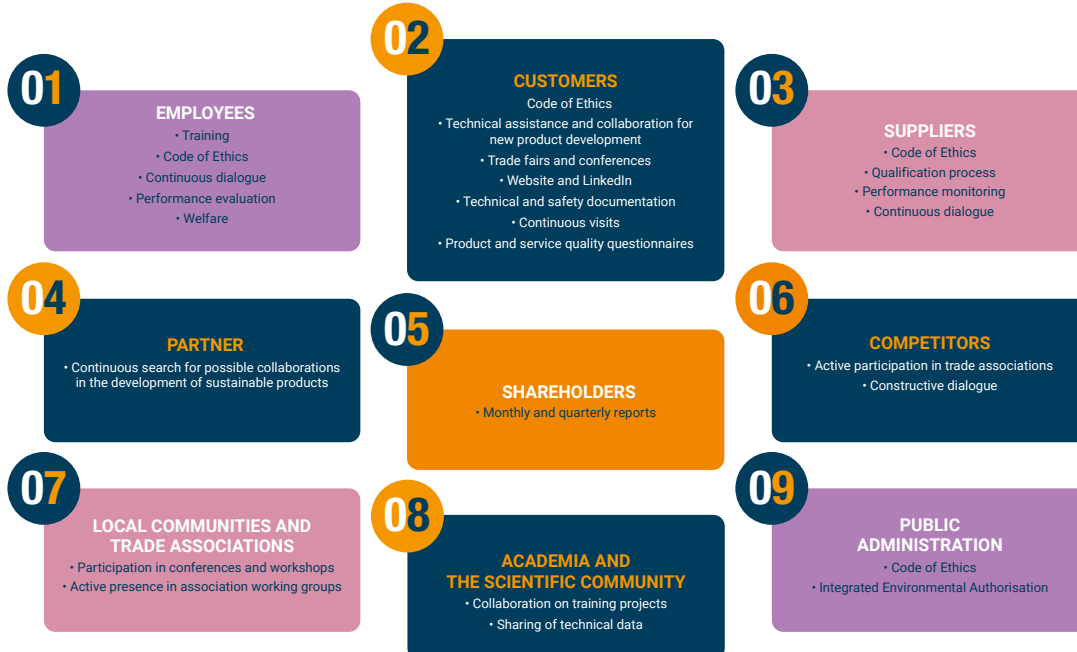 01
EMPLOYEES
• Training
• Code of Ethics
• Continuous dialogue
• Performance evaluation
• Welfare
02
CUSTOMERS
Code of Ethics
• Technical assistance and collaboration for
new product development
• Trade fairs and conferences
• Website and LinkedIn
• Technical and safety documentation
• Continuous visits
• Product and service quality questionnaires
03
SUPPLIERS
• Code of Ethics
• Qualification process
• Performance monitoring
• Continuous dialogue
04
PARTNER
• Continuous search for possible collaborations
in the development of sustainable products
05
SHAREHOLDERS
• Monthly and quarterly reports
06
COMPETITORS
• Active participation in trade associations
• Constructive dialogue
07
LOCAL COMMUNITIES AND
TRADE ASSOCIATIONS
• Participation in conferences and workshops
• Active presence in association working groups
08
ACADEMIA AND
THE SCIENTIFIC COMMUNITY
• Collaboration on training projects
• Sharing of technical data
09
PUBLIC
ADMINISTRATION
• Code of Ethics
• Integrated Environmental Authorisation